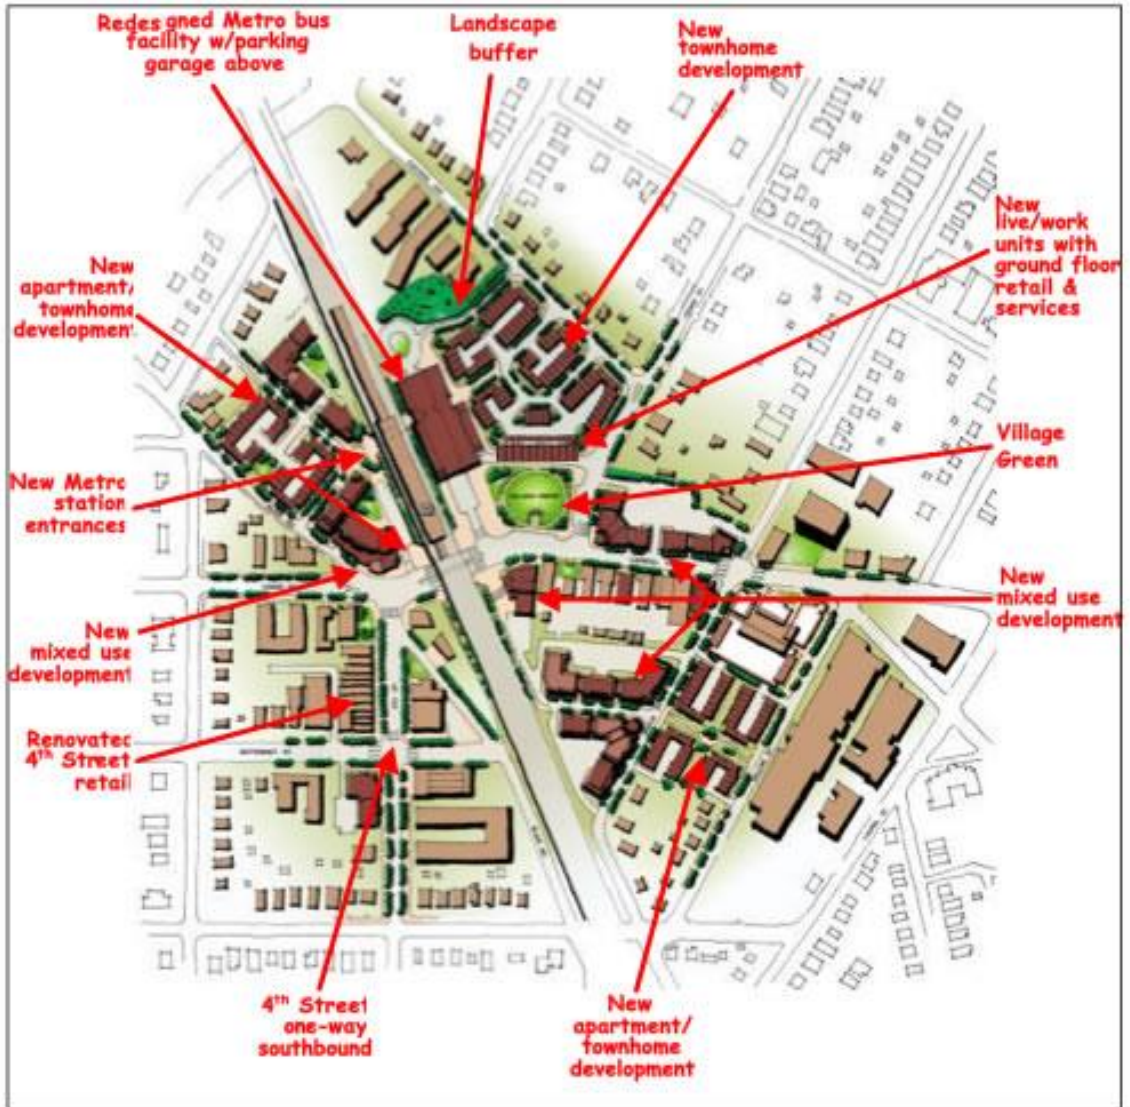 Redes gned Metro bus
facility w/parking
garage above
Landscape
buffer
New
townhome
development
New
live/work
units with
ground floor
retail &
services
New
apartment/
townhome
development
Village
Green
New Metro
station
entrances
New
mixed use
development
New
mixed use
development
Renovated
4th Street
retail
4th Street
one-way
southbound
New
apartment/
townhome
development